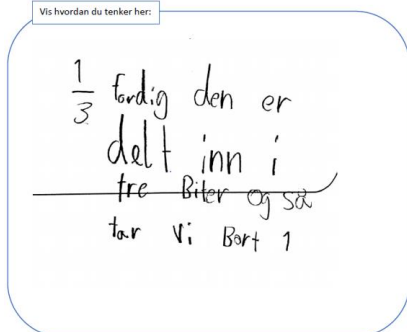 Vis hvordan du tenker her:
1/3 fordig den er
delt inn i
tre Biter og så
tar vi Bort 1